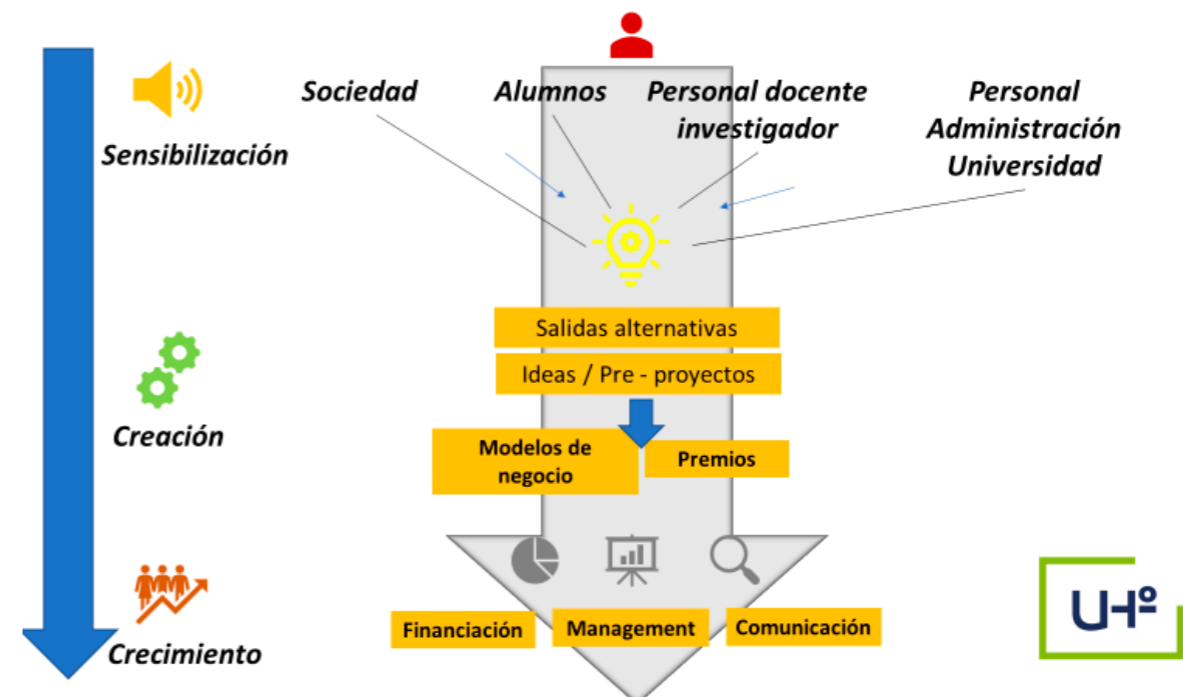 Sensibilización
Sociedad
Alumnos
Personal docente
investigador
Personal
Administración
Universidad
Salidas alternativas
Ideas / Pre - proyectos
Creación
Modelos de
negocio
Premios
Crecimiento
Financiación
Management
Comunicación